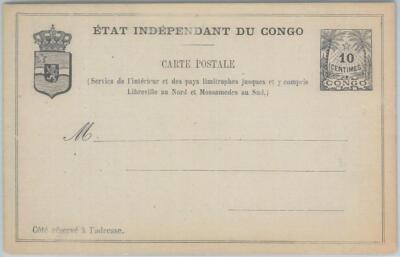 ÉTAT INDÉPENDANT DU CONGO
CARTE POSTALE
(Service de l'intérieur et des pays limitrophes jusques et y compris
Libreville au Nord et Mossamedes au Sud.)
10
CENTIMES
CONGO
M
Côté réservé à l'adresse.